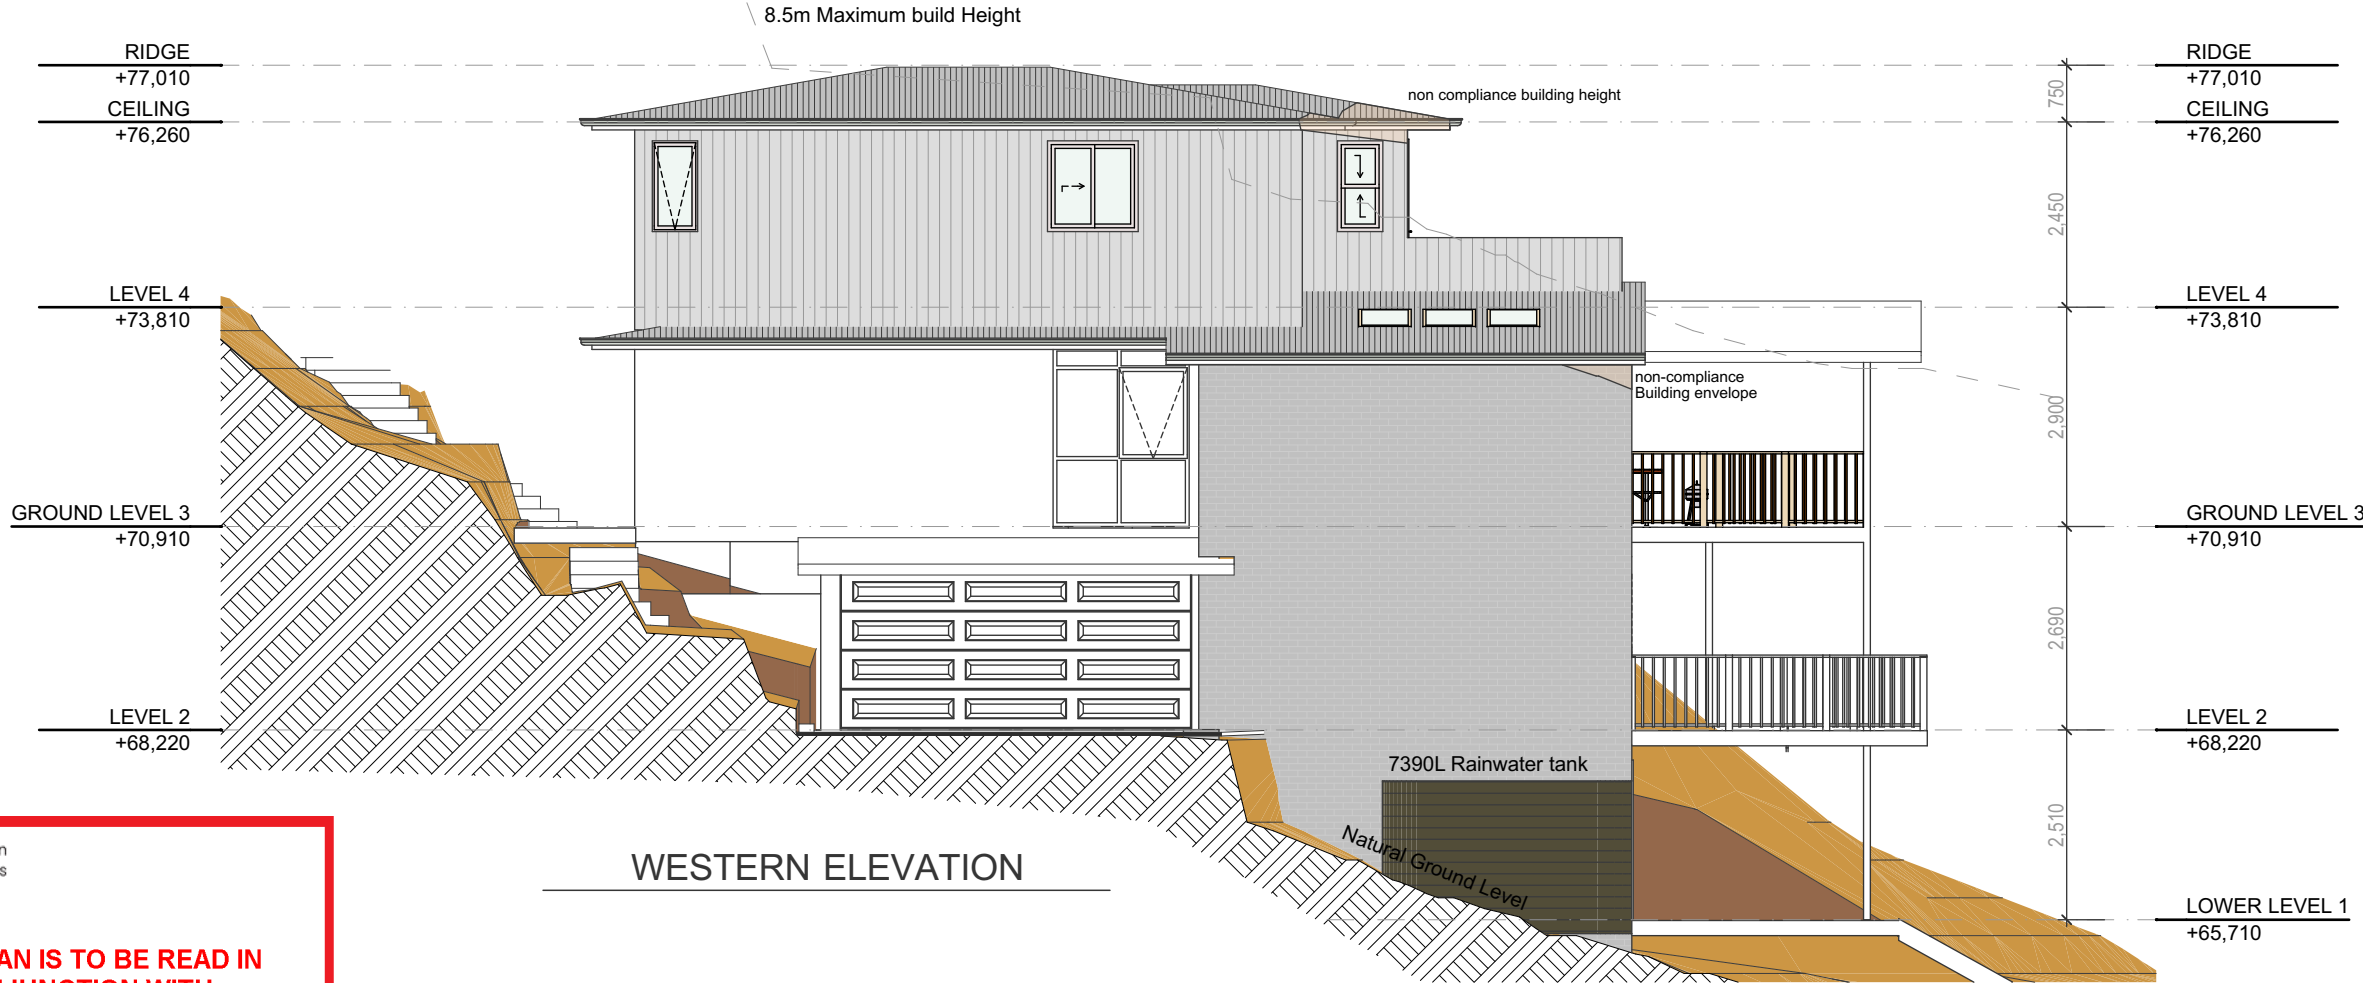 8.5m Maximum build Height
RIDGE
+77,010
CEILING
+76,260
LEVEL 4
+73,810
GROUND LEVEL 3
+70,910
LEVEL 2
+68,220
non compliance building height
non-compliance
Building envelope
7390L Rainwater tank
Natural Ground Level
WESTERN ELEVATION
750
2,450
2,900
2,690
2,510
RIDGE
+77,010
CEILING
+76,260
LEVEL 4
+73,810
GROUND LEVEL 3
+70,910
LEVEL 2
+68,220
LOWER LEVEL 1
+65,710
n
s
AN IS TO BE READ IN
JUNCTION WITH